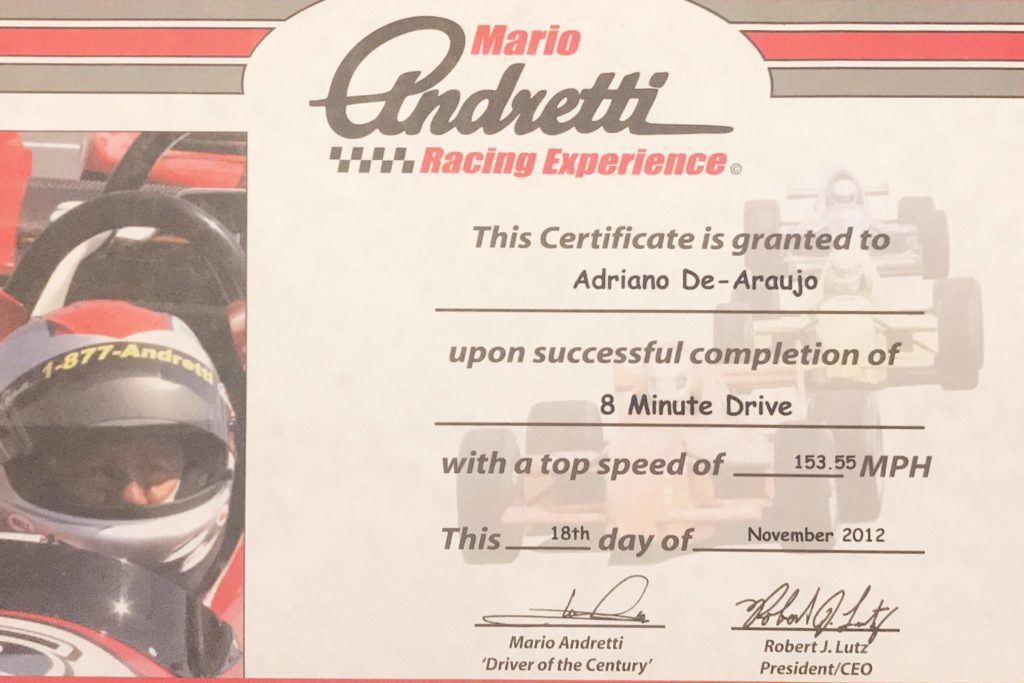 Mario
Andretti
Racing Experience©
This Certificate is granted to
Adriano De-Araujo
upon successful completion of
8 Minute Drive
with a top speed of 153.55 MPH
This 18th day of November 2012
1-877-Andretti
Robert J. Lutz
Mario Andretti
'Driver of the Century'
Robert J. Lutz
President/CEO